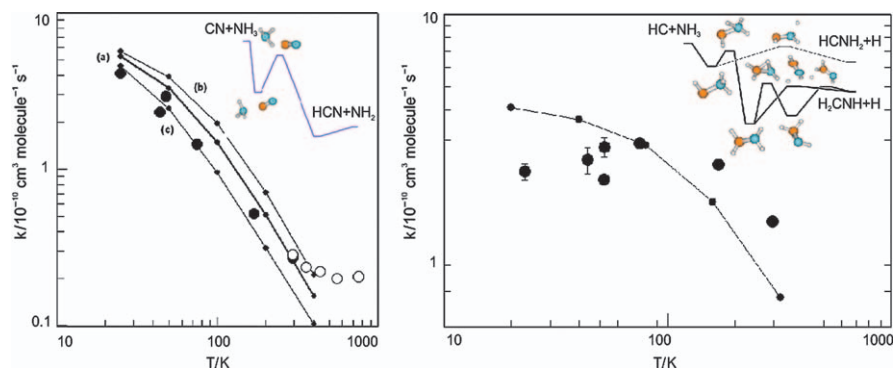 10
1
0.1
k/10⁻¹⁰ cm³ molecule⁻¹ s⁻¹
(a)
(b)
(c)
CN+NH₃
HCN+NH₂
10
100
1000
T/K
10
1
k/10⁻¹⁰ cm³ molecule⁻¹ s⁻¹
HC+NH₃
HCNH₂+H
H₂CNH+H
10
100
1000
T/K